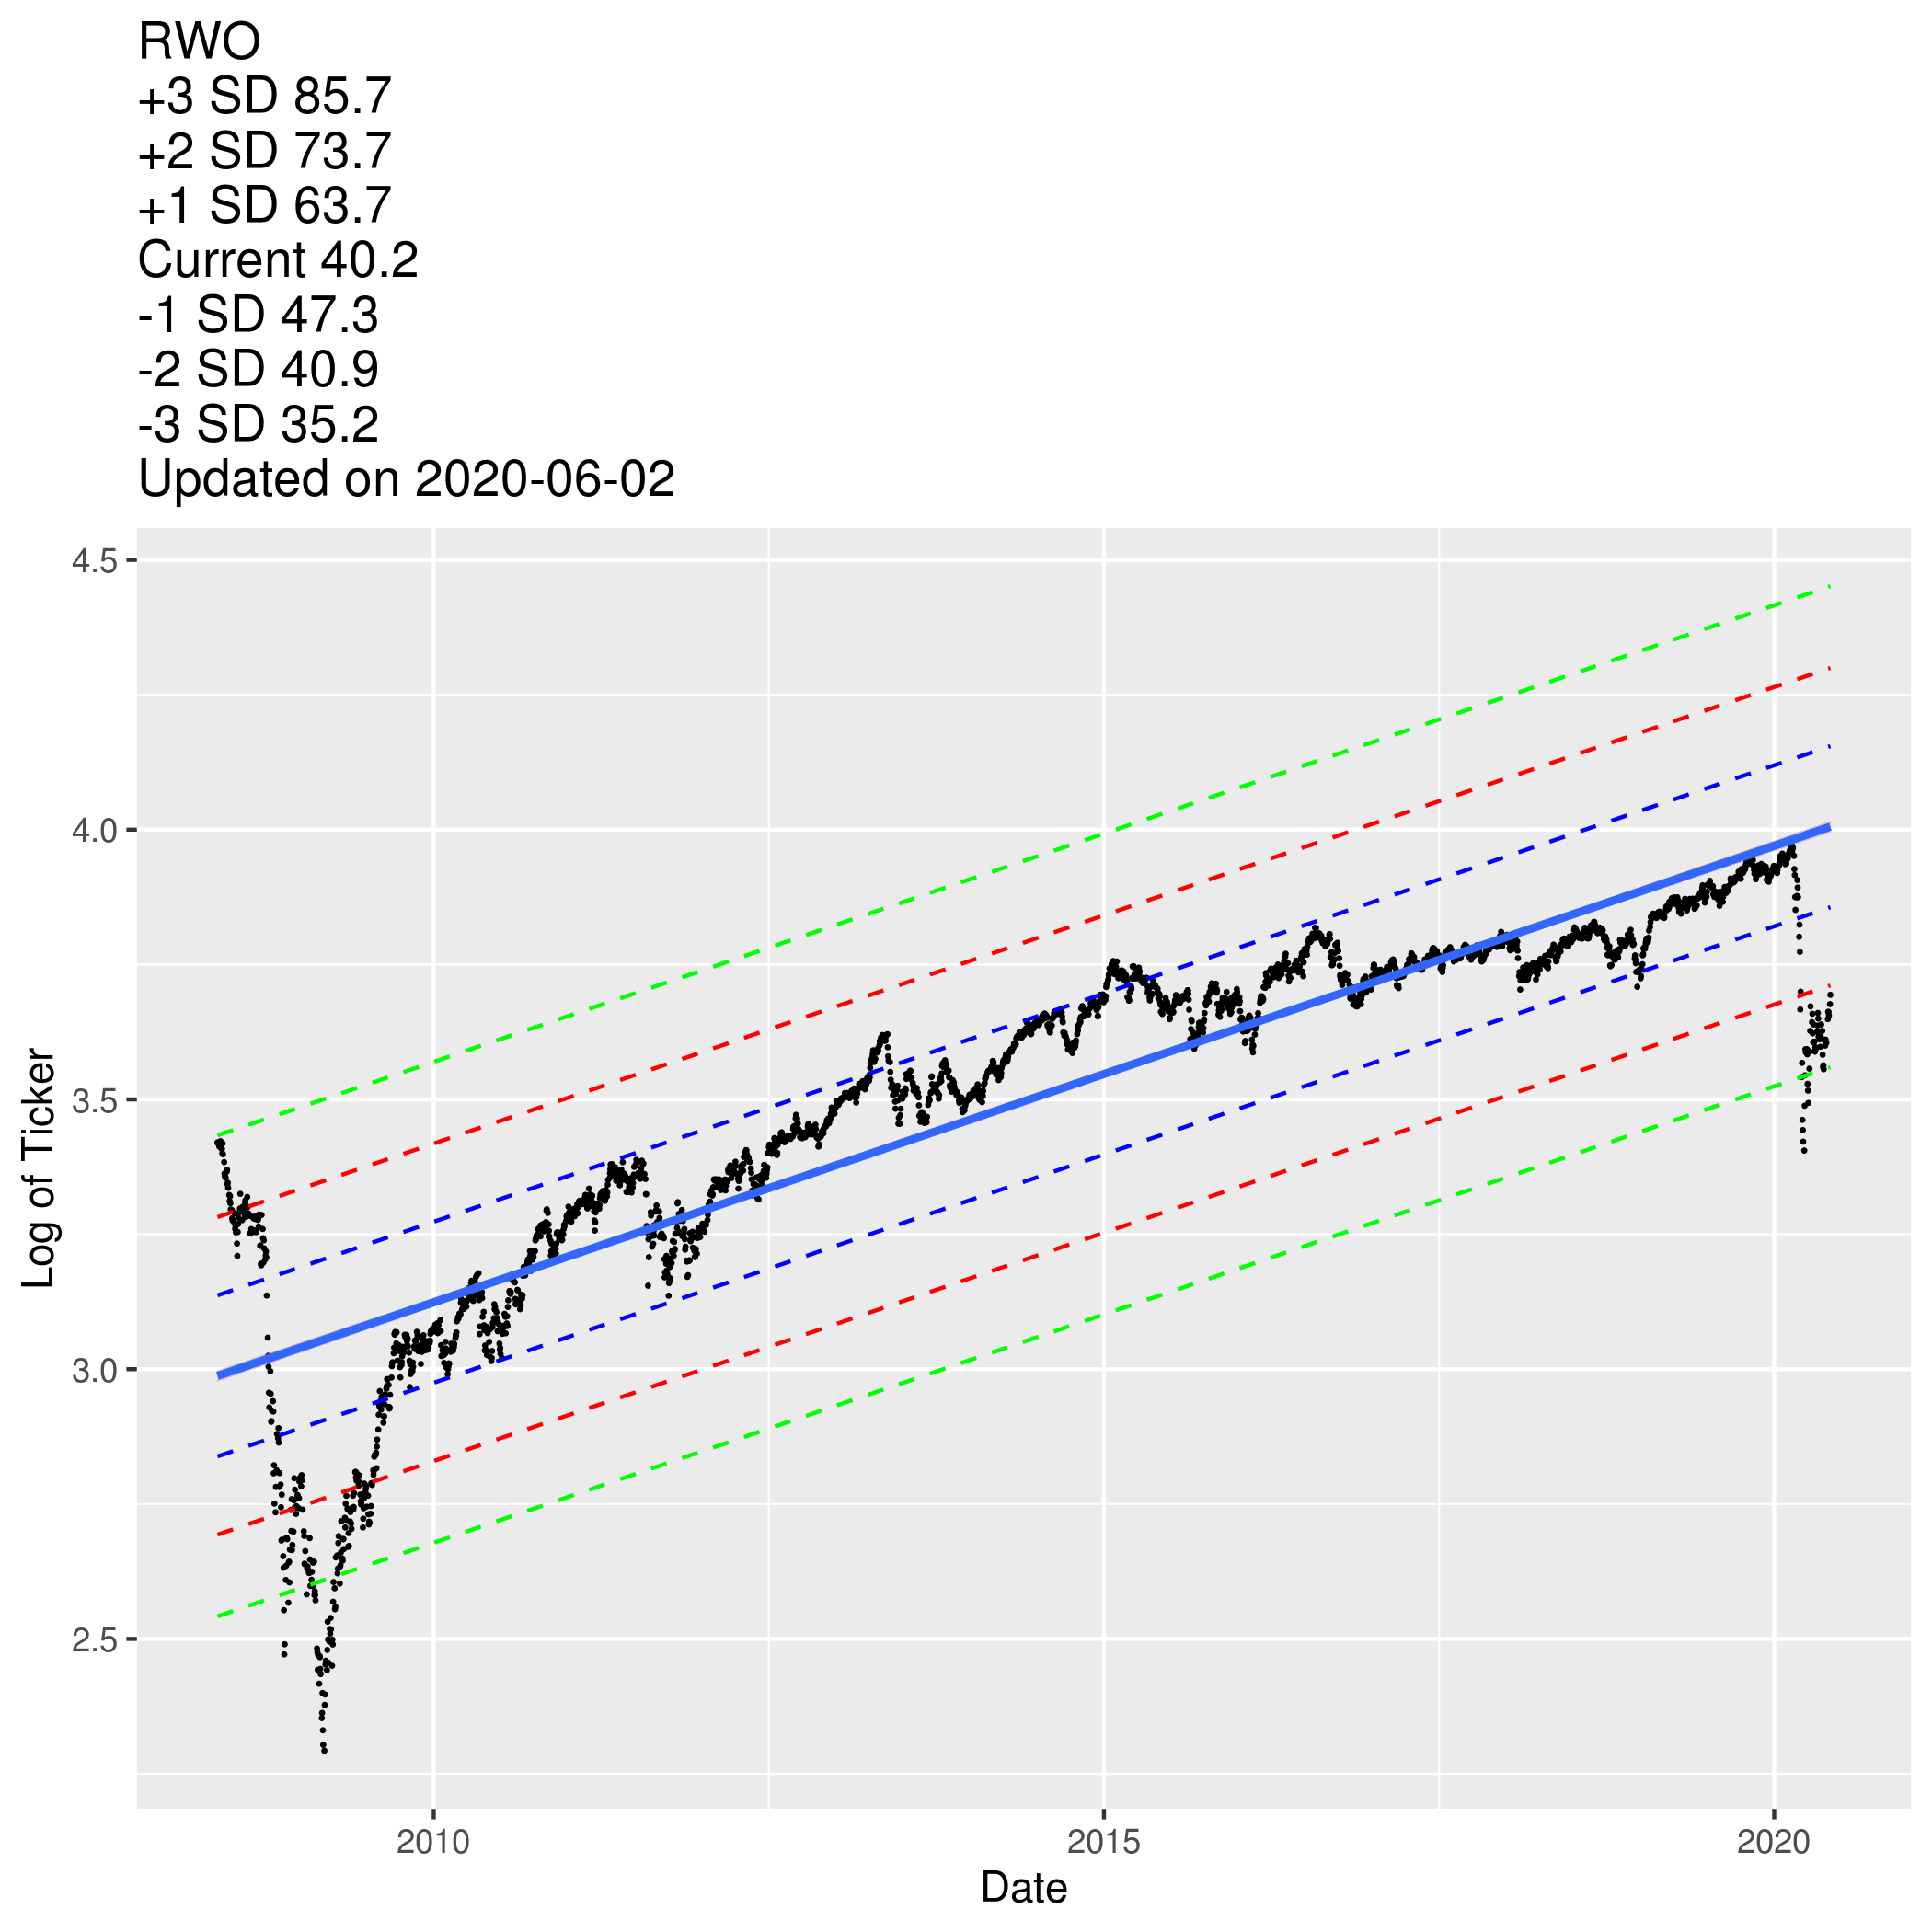 RWO
+3 SD 85.7
+2 SD 73.7
+1 SD 63.7
Current 40.2
-1 SD 47.3
-2 SD 40.9
-3 SD 35.2
Updated on 2020-06-02
4.5
4.0
3.5
3.0
2.5
Log of Ticker
2010
2015
2020
Date